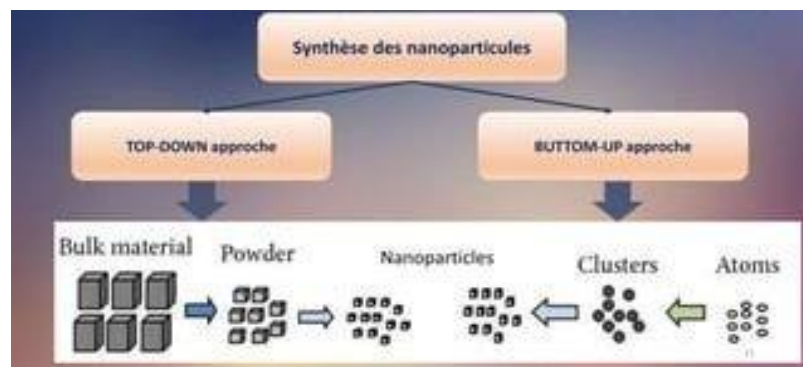 Synthèse des nanoparticules
TOP-DOWN approche
BUTTOM-UP approche
Bulk material
Powder
Nanoparticles
Clusters
Atoms